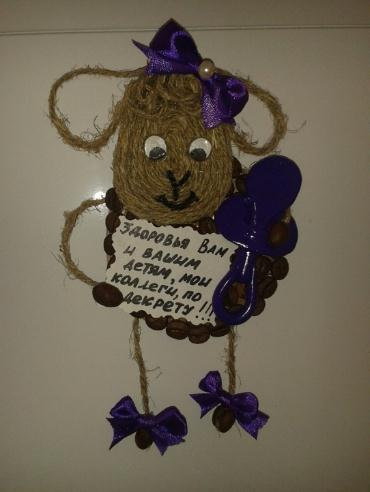 Здоровья Вам
и вашим
детям, мои
коллеги, по
декрету!!!